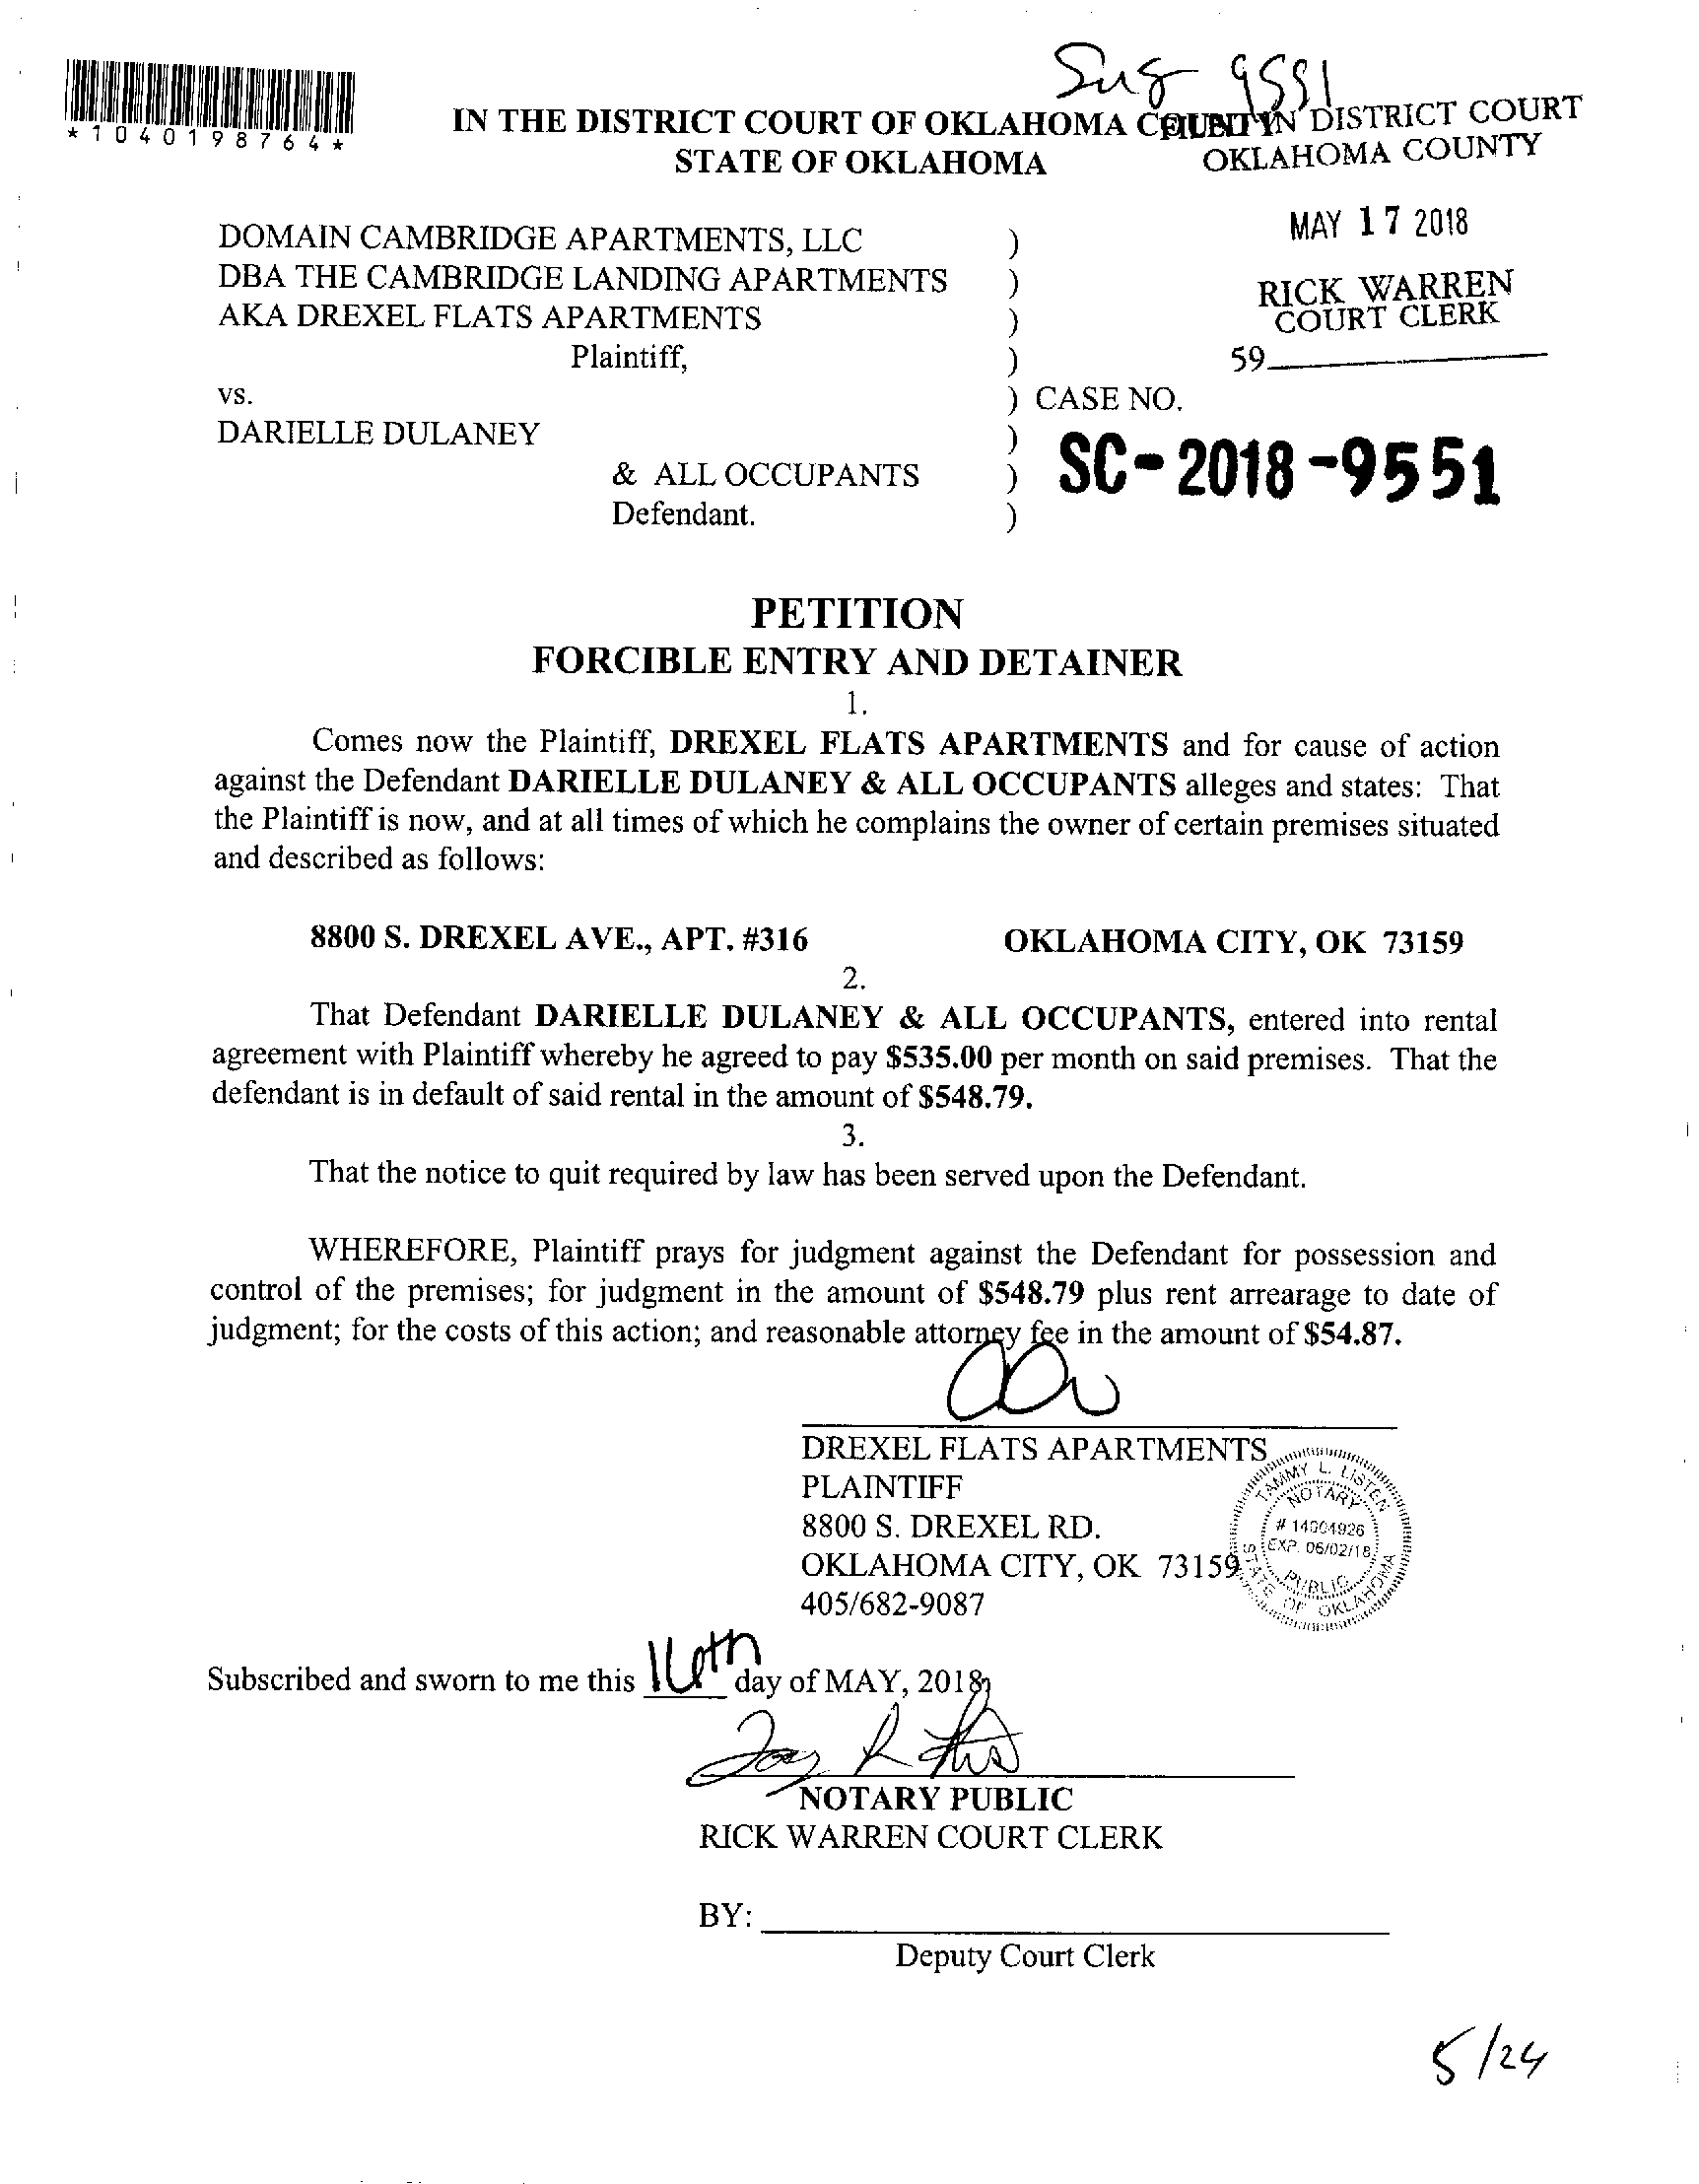 9551
*1040198764*
IN THE DISTRICT COURT OF OKLAHOMA COUNTY
STATE OF OKLAHOMA
FILED IN DISTRICT COURT
OKLAHOMA COUNTY
MAY 17 2018
RICK WARREN
COURT CLERK
59
DOMAIN CAMBRIDGE APARTMENTS, LLC )
DBA THE CAMBRIDGE LANDING APARTMENTS )
AKA DREXEL FLATS APARTMENTS )
Plaintiff, )
vs. ) CASE NO.
DARIELLE DULANEY )
& ALL OCCUPANTS ) SC-2018-9551
Defendant. )
PETITION
FORCIBLE ENTRY AND DETAINER
1.
Comes now the Plaintiff, DREXEL FLATS APARTMENTS and for cause of action
against the Defendant DARIELLE DULANEY & ALL OCCUPANTS alleges and states: That
the Plaintiff is now, and at all times of which he complains the owner of certain premises situated
and described as follows:
8800 S. DREXEL AVE., APT. #316 OKLAHOMA CITY, OK 73159
2.
That Defendant DARIELLE DULANEY & ALL OCCUPANTS, entered into rental
agreement with Plaintiff whereby he agreed to pay $535.00 per month on said premises. That the
defendant is in default of said rental in the amount of $548.79.
3.
That the notice to quit required by law has been served upon the Defendant.
WHEREFORE, Plaintiff prays for judgment against the Defendant for possession and
control of the premises; for judgment in the amount of $548.79 plus rent arrearage to date of
judgment; for the costs of this action; and reasonable attorney fee in the amount of $54.87.
DREXEL FLATS APARTMENTS
PLAINTIFF
8800 S. DREXEL RD.
OKLAHOMA CITY, OK 73159
405/682-9087
TAMMY L. LISTEN
NOTARY
# 14004926
EXP. 06/02/18
PUBLIC
STATE OF OKLAHOMA
Subscribed and sworn to me this 16th day of MAY, 2018
NOTARY PUBLIC
RICK WARREN COURT CLERK
BY:
Deputy Court Clerk
5/24